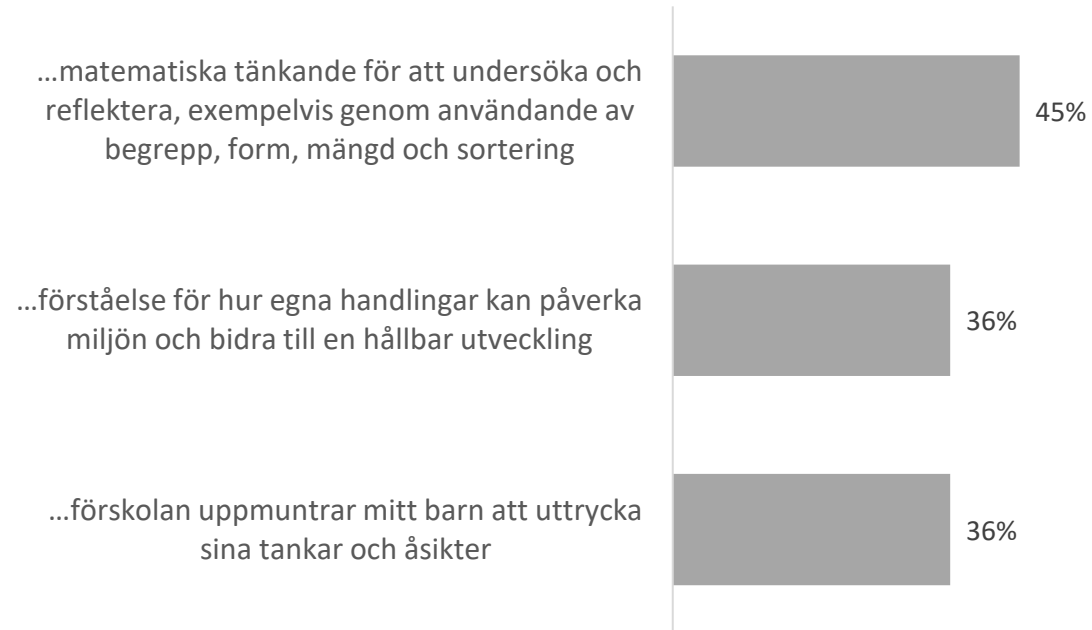 …matematiska tänkande för att undersöka och
reflektera, exempelvis genom användande av
begrepp, form, mängd och sortering
45%
…förståelse för hur egna handlingar kan påverka
miljön och bidra till en hållbar utveckling
36%
…förskolan uppmuntrar mitt barn att uttrycka
sina tankar och åsikter
36%